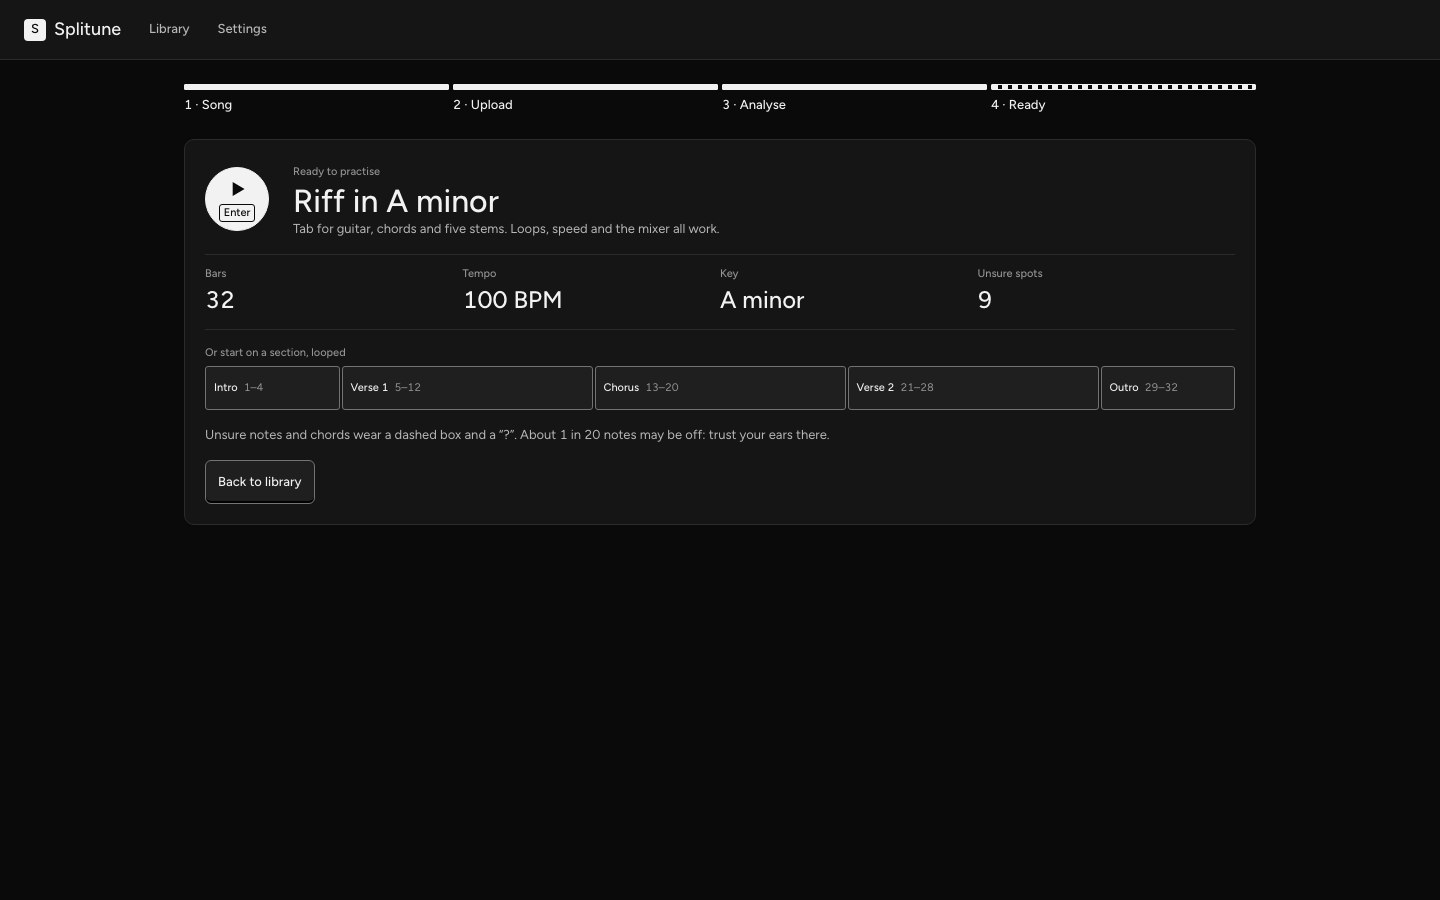 S Splitune Library Settings
1 · Song 2 · Upload 3 · Analyse 4 · Ready
Ready to practise
Enter
Riff in A minor
Tab for guitar, chords and five stems. Loops, speed and the mixer all work.
Bars Tempo Key Unsure spots
32 100 BPM A minor 9
Or start on a section, looped
Intro 1–4 Verse 1 5–12 Chorus 13–20 Verse 2 21–28 Outro 29–32
Unsure notes and chords wear a dashed box and a “?”. About 1 in 20 notes may be off: trust your ears there.
Back to library